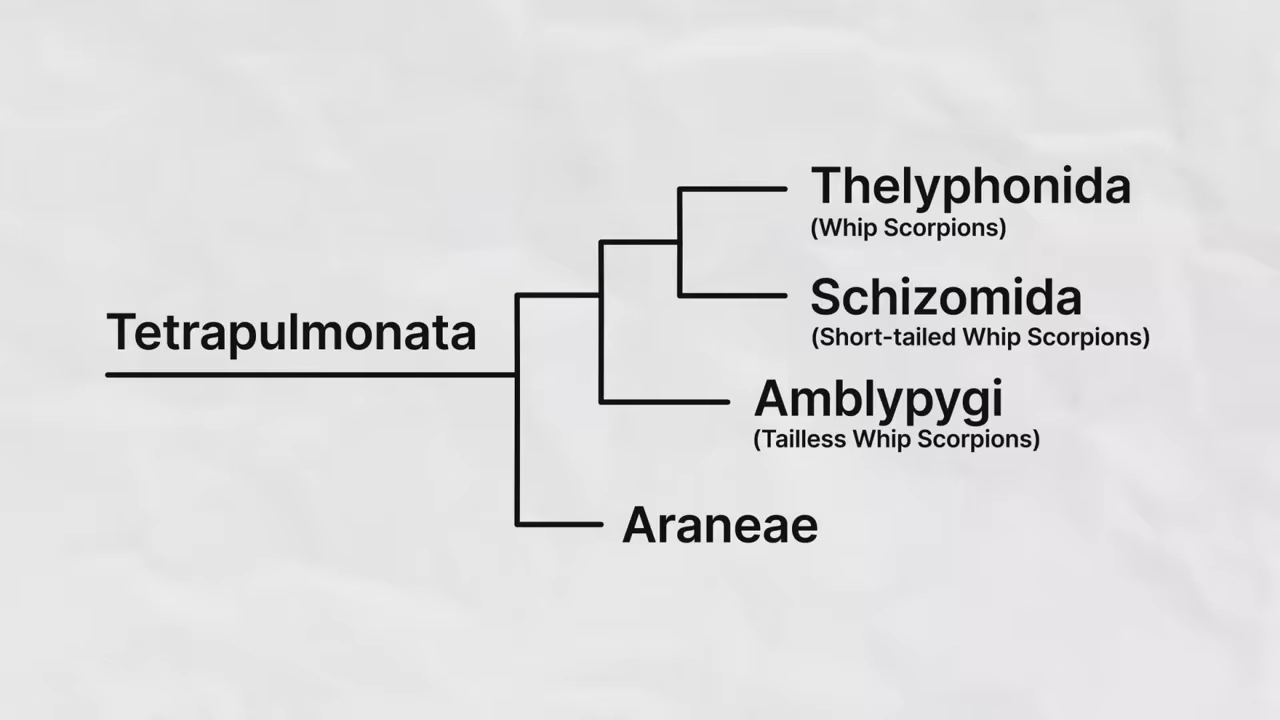 Thelyphonida
(Whip Scorpions)
Schizomida
(Short-tailed Whip Scorpions)
Tetrapulmonata
Amblypygi
(Tailless Whip Scorpions)
Araneae